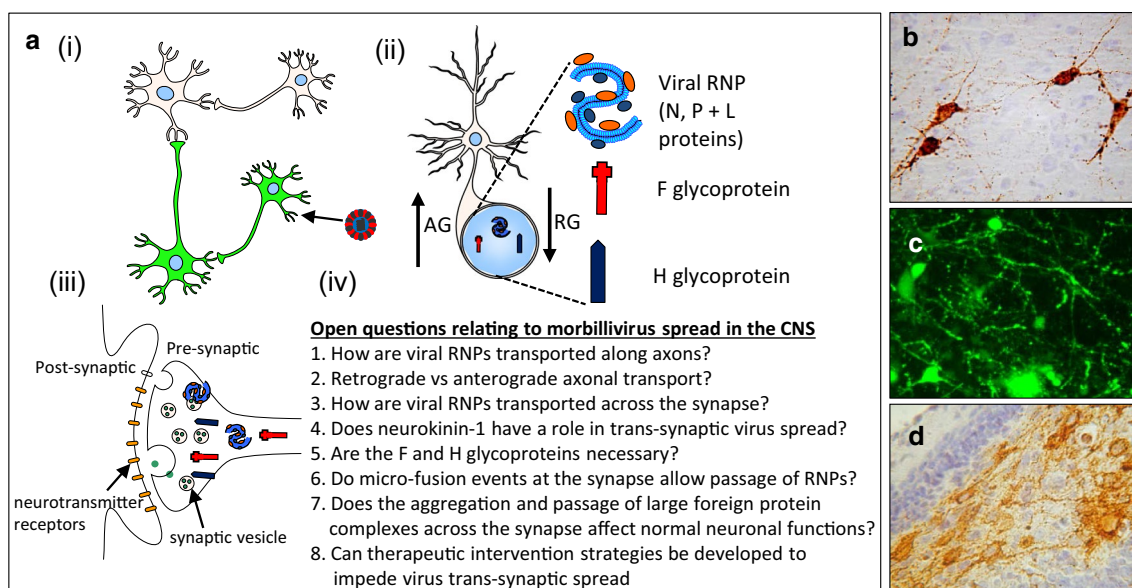 a
(i)
(ii)
Viral RNP
(N, P + L
proteins)
F glycoprotein
H glycoprotein
AG
RG
(iii)
Post-synaptic
Pre-synaptic
neurotransmitter
receptors
synaptic vesicle
(iv)
Open questions relating to morbillivirus spread in the CNS
1. How are viral RNPs transported along axons?
2. Retrograde vs anterograde axonal transport?
3. How are viral RNPs transported across the synapse?
4. Does neurokinin-1 have a role in trans-synaptic virus spread?
5. Are the F and H glycoproteins necessary?
6. Do micro-fusion events at the synapse allow passage of RNPs?
7. Does the aggregation and passage of large foreign protein
complexes across the synapse affect normal neuronal functions?
8. Can therapeutic intervention strategies be developed to
impede virus trans-synaptic spread
b
c
d